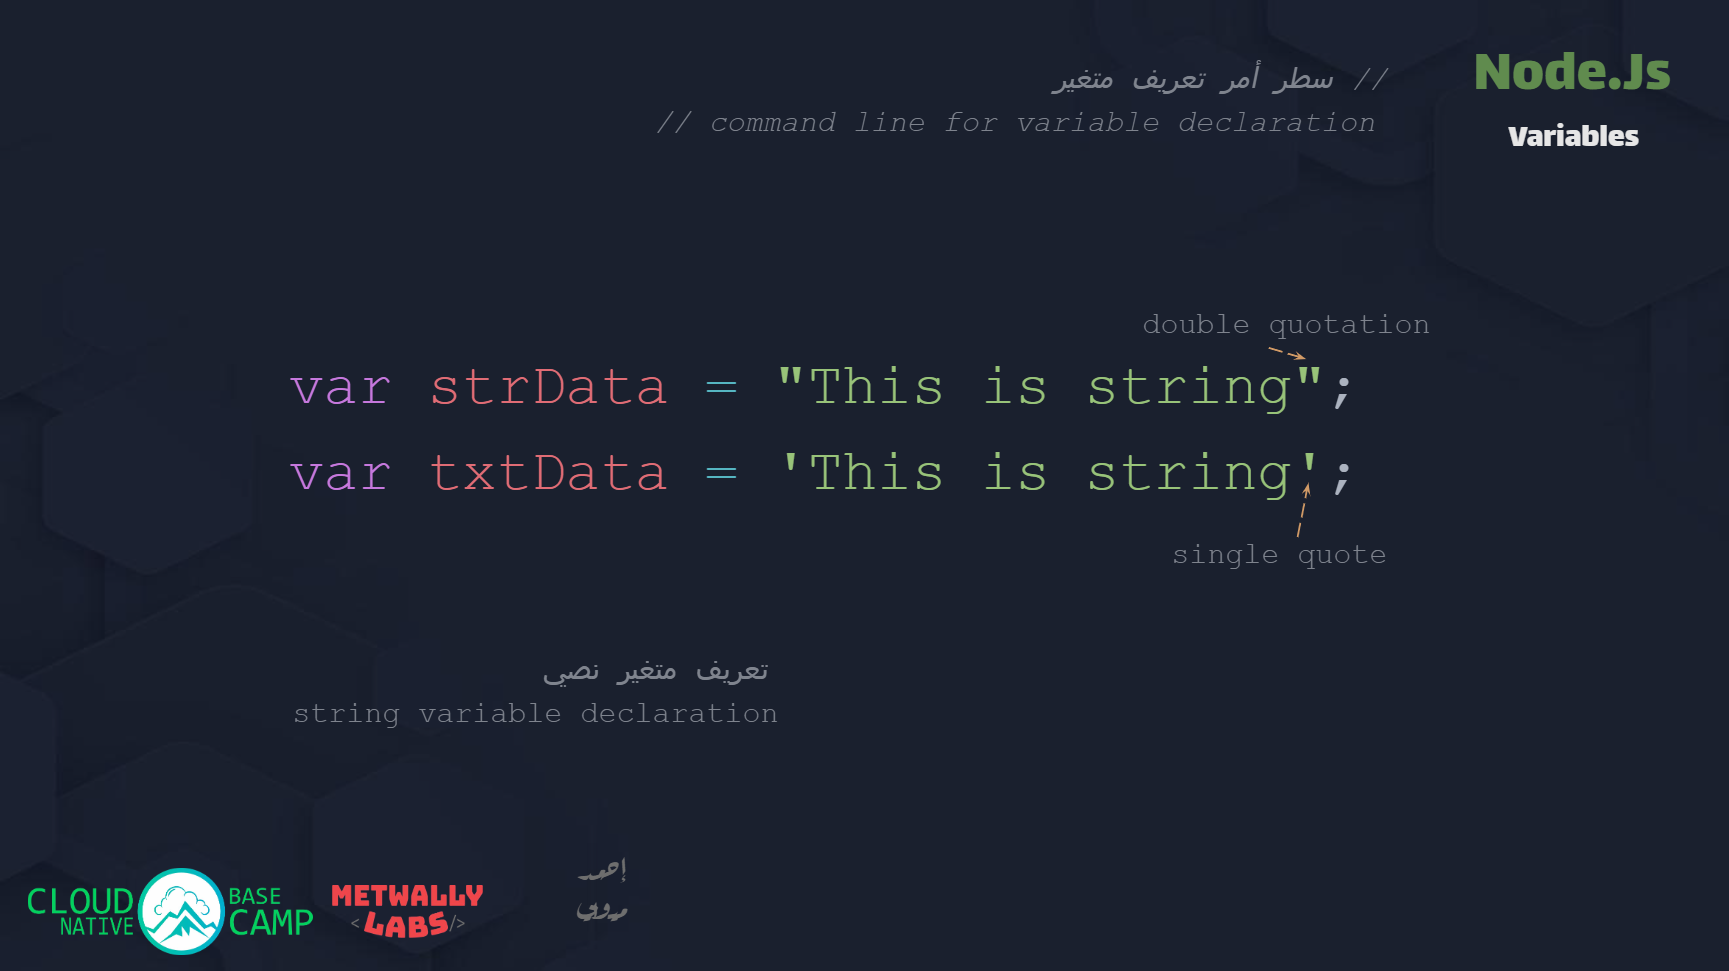 Node.Js
Variables
// سطر أمر تعريف متغير
// command line for variable declaration
double quotation
var strData = "This is string";
var txtData = 'This is string';
single quote
تعريف متغير نصي
string variable declaration
CLOUD NATIVE BASE CAMP
METWALLY
<LABS/>